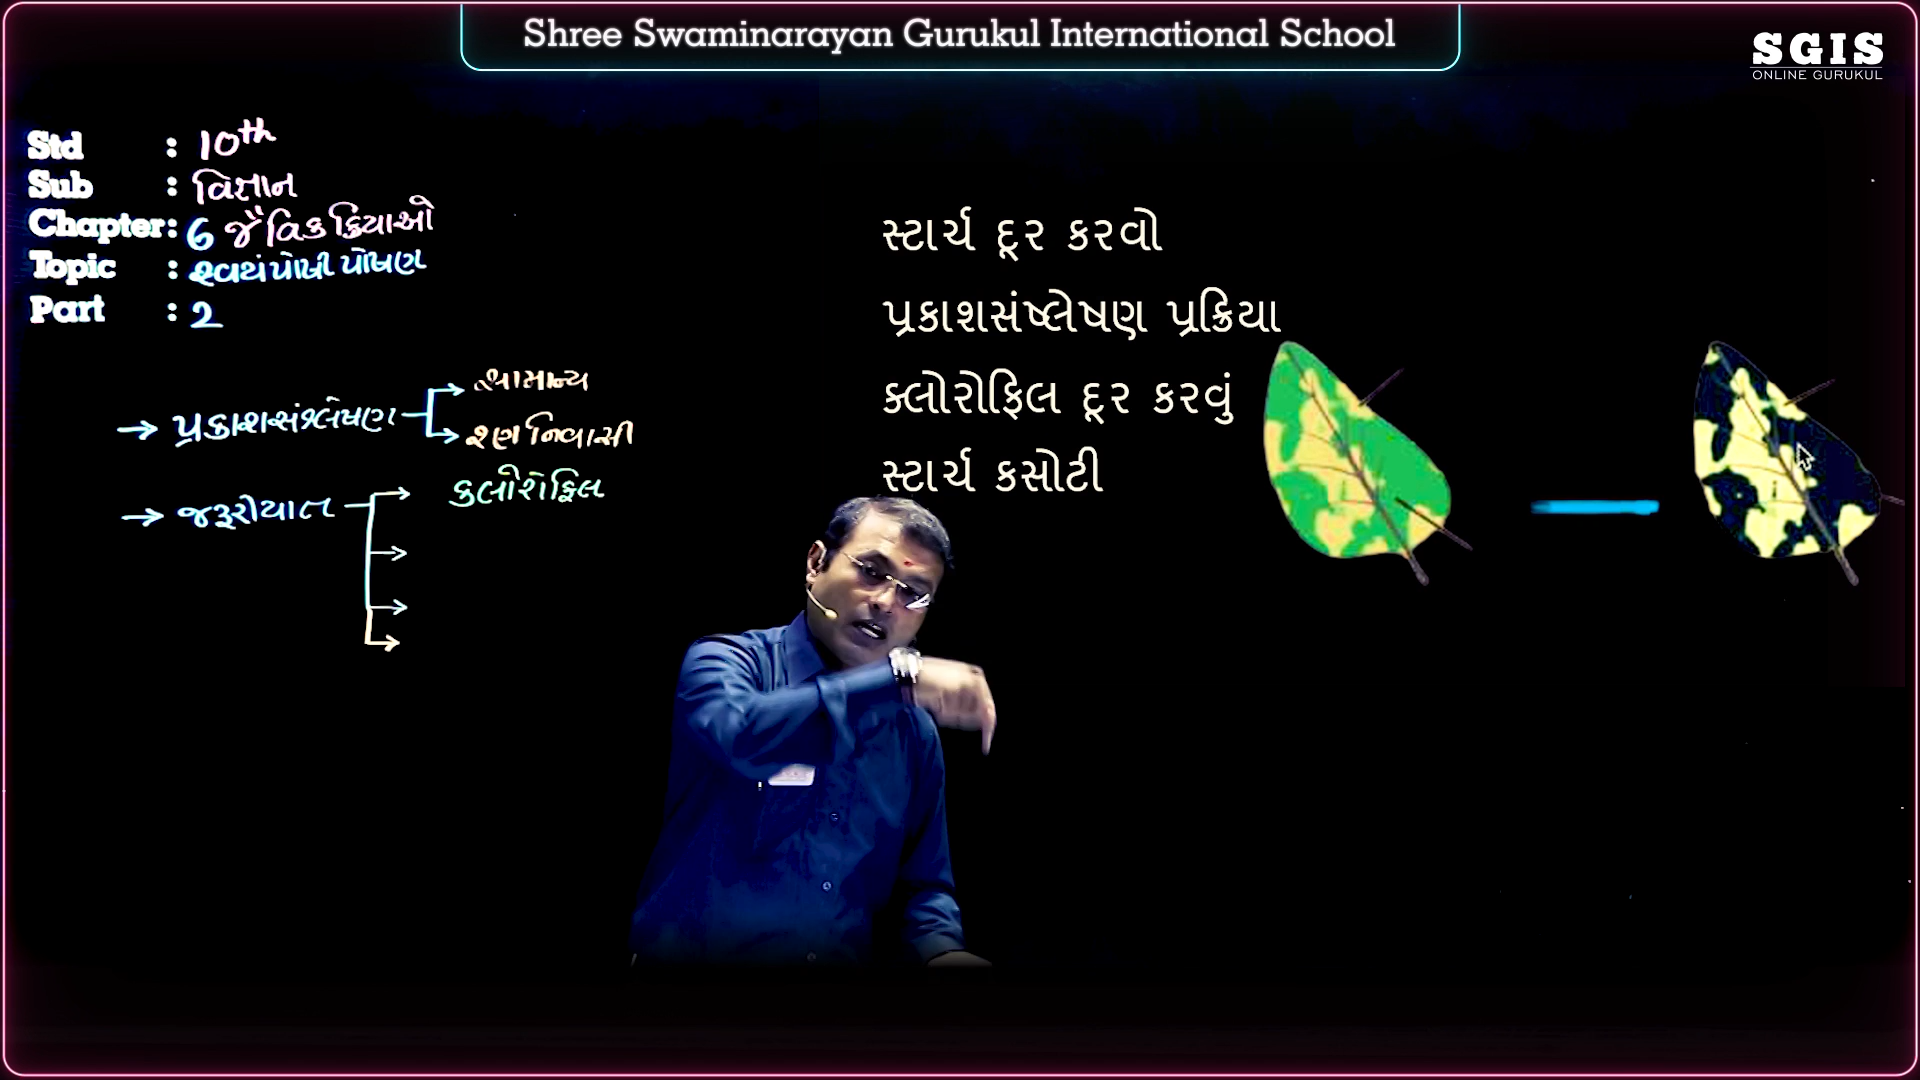 Shree Swaminarayan Gurukul International School
SGIS
ONLINE GURUKUL
Std : 10th
Sub : વિજ્ઞાન
Chapter: 6 જૈવિક ક્રિયાઓ
Topic : સ્વયંપોષી પોષણ
Part : 2
→ પ્રકાશસંશ્લેષણ → સામાન્ય
→ રણ નિવાસી
→ જરૂરીયાત → ક્લોરોફિલ
સ્ટાર્ચ દૂર કરવો
પ્રકાશસંષ્લેષણ પ્રક્રિયા
ક્લોરોફિલ દૂર કરવું
સ્ટાર્ચ કસોટી